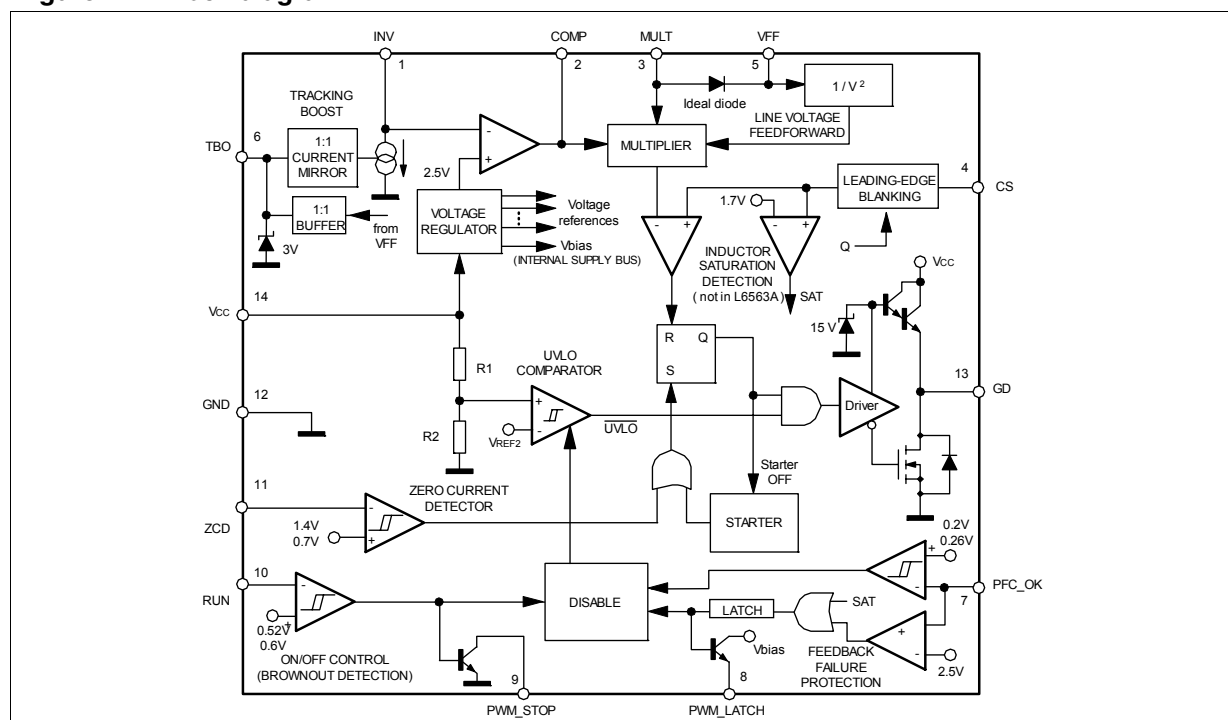 INV
COMP
MULT
VFF
1
2
3
5
Ideal diode
1 / V²
LINE VOLTAGE
FEEDFORWARD
TRACKING
BOOST
6
TBO
1:1
CURRENT
MIRROR
-
+
2.5V
MULTIPLIER
4
CS
LEADING-EDGE
BLANKING
Q
1:1
BUFFER
from
VFF
3V
VOLTAGE
REGULATOR
Voltage
references
Vbias
(INTERNAL SUPPLY BUS)
-
+
1.7V
-
+
INDUCTOR
SATURATION
DETECTION
( not in L6563A)
SAT
Vcc
15 V
14
Vcc
R1
R2
UVLO
COMPARATOR
+
-
VREF2
UVLO
R
Q
S
Driver
13
GD
12
GND
Starter
OFF
STARTER
11
ZCD
ZERO CURRENT
DETECTOR
-
+
1.4V
0.7V
10
RUN
-
+
0.52V
0.6V
ON/OFF CONTROL
(BROWNOUT DETECTION)
DISABLE
0.2V
0.26V
+
-
PFC_OK
7
LATCH
SAT
+
-
2.5V
FEEDBACK
FAILURE
PROTECTION
Vbias
9
8
PWM_STOP
PWM_LATCH